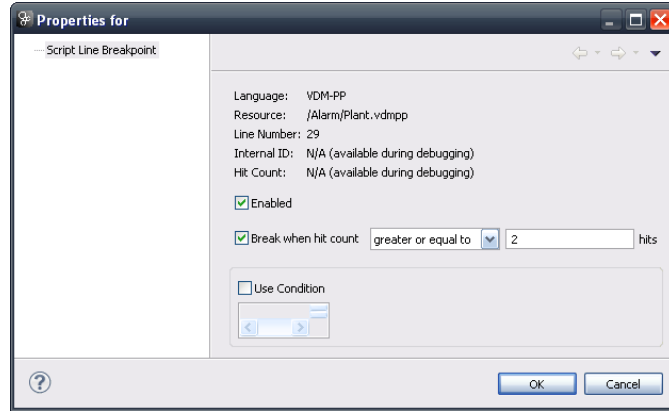 Properties for
Script Line Breakpoint
Language: VDM-PP
Resource: /Alarm/Plant.vdmpp
Line Number: 29
Internal ID: N/A (available during debugging)
Hit Count: N/A (available during debugging)
Enabled
Break when hit count greater or equal to 2 hits
Use Condition
?
OK Cancel